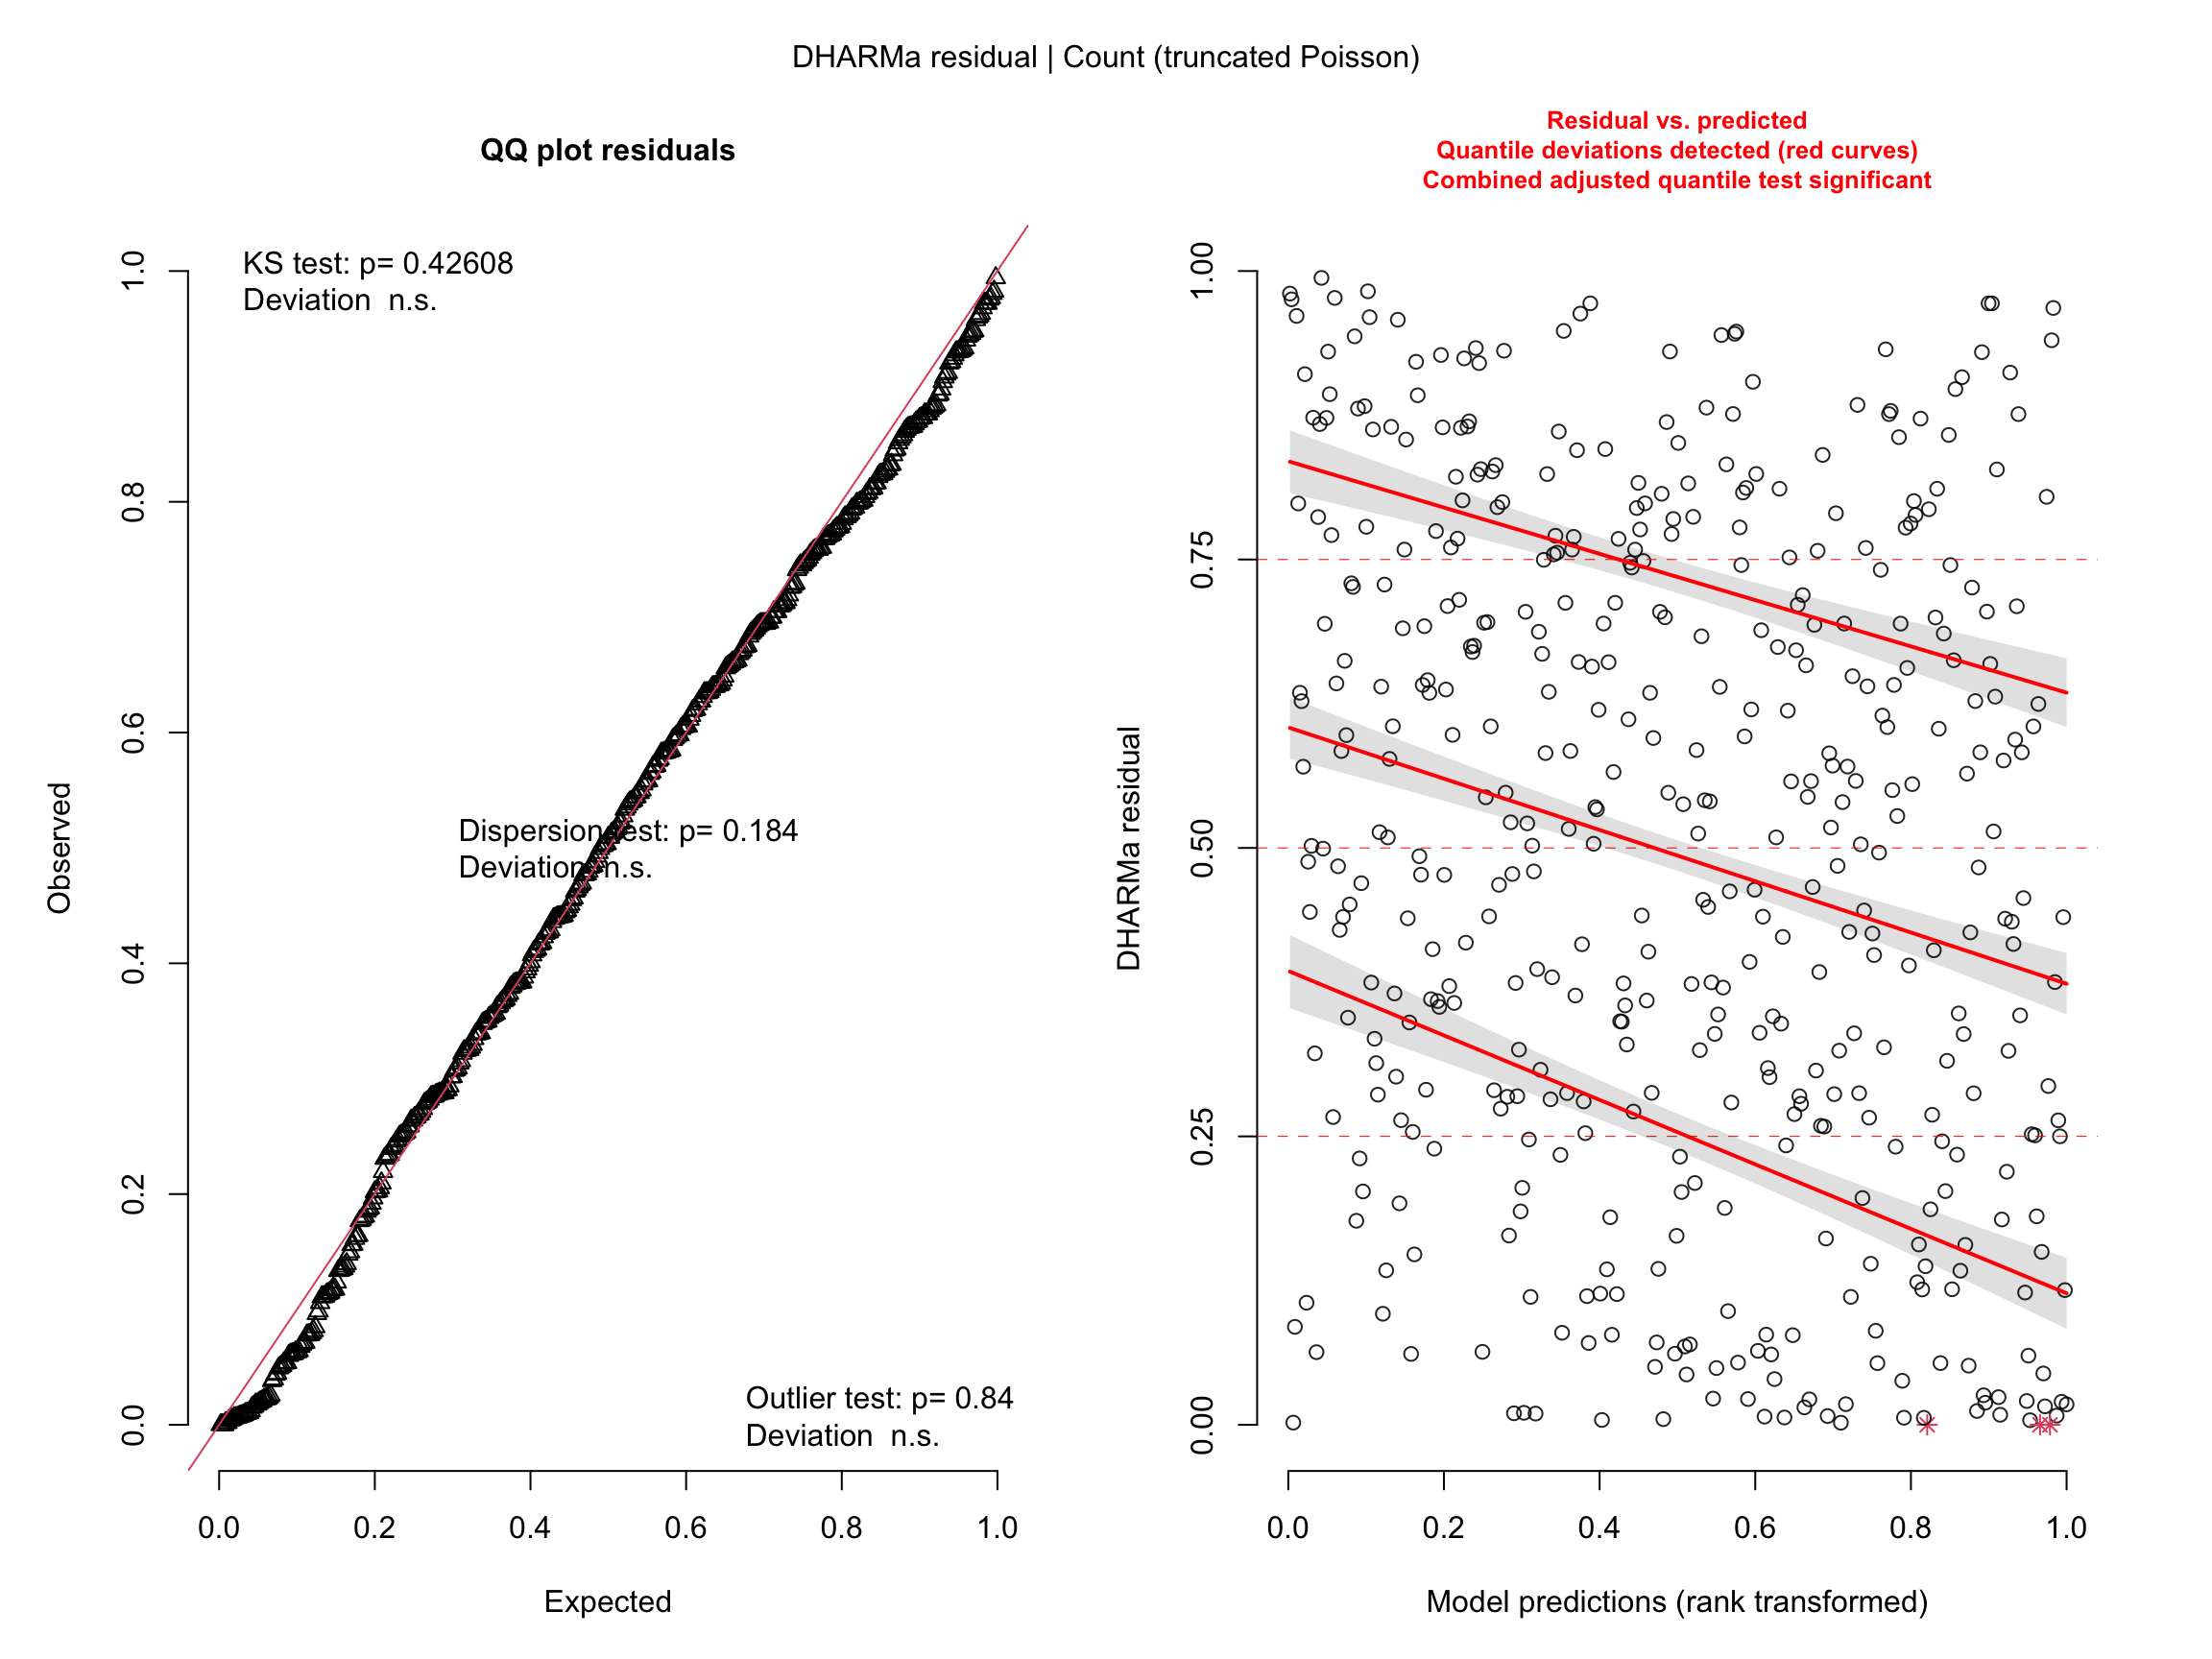 DHARMa residual | Count (truncated Poisson)
QQ plot residuals
KS test: p= 0.42608
Deviation  n.s.
Dispersion test: p= 0.184
Deviation n.s.
Outlier test: p= 0.84
Deviation  n.s.
Observed
0.0
0.2
0.4
0.6
0.8
1.0
0.0 0.2 0.4 0.6 0.8 1.0
Expected
Residual vs. predicted
Quantile deviations detected (red curves)
Combined adjusted quantile test significant
DHARMa residual
0.00
0.25
0.50
0.75
1.00
0.0 0.2 0.4 0.6 0.8 1.0
Model predictions (rank transformed)